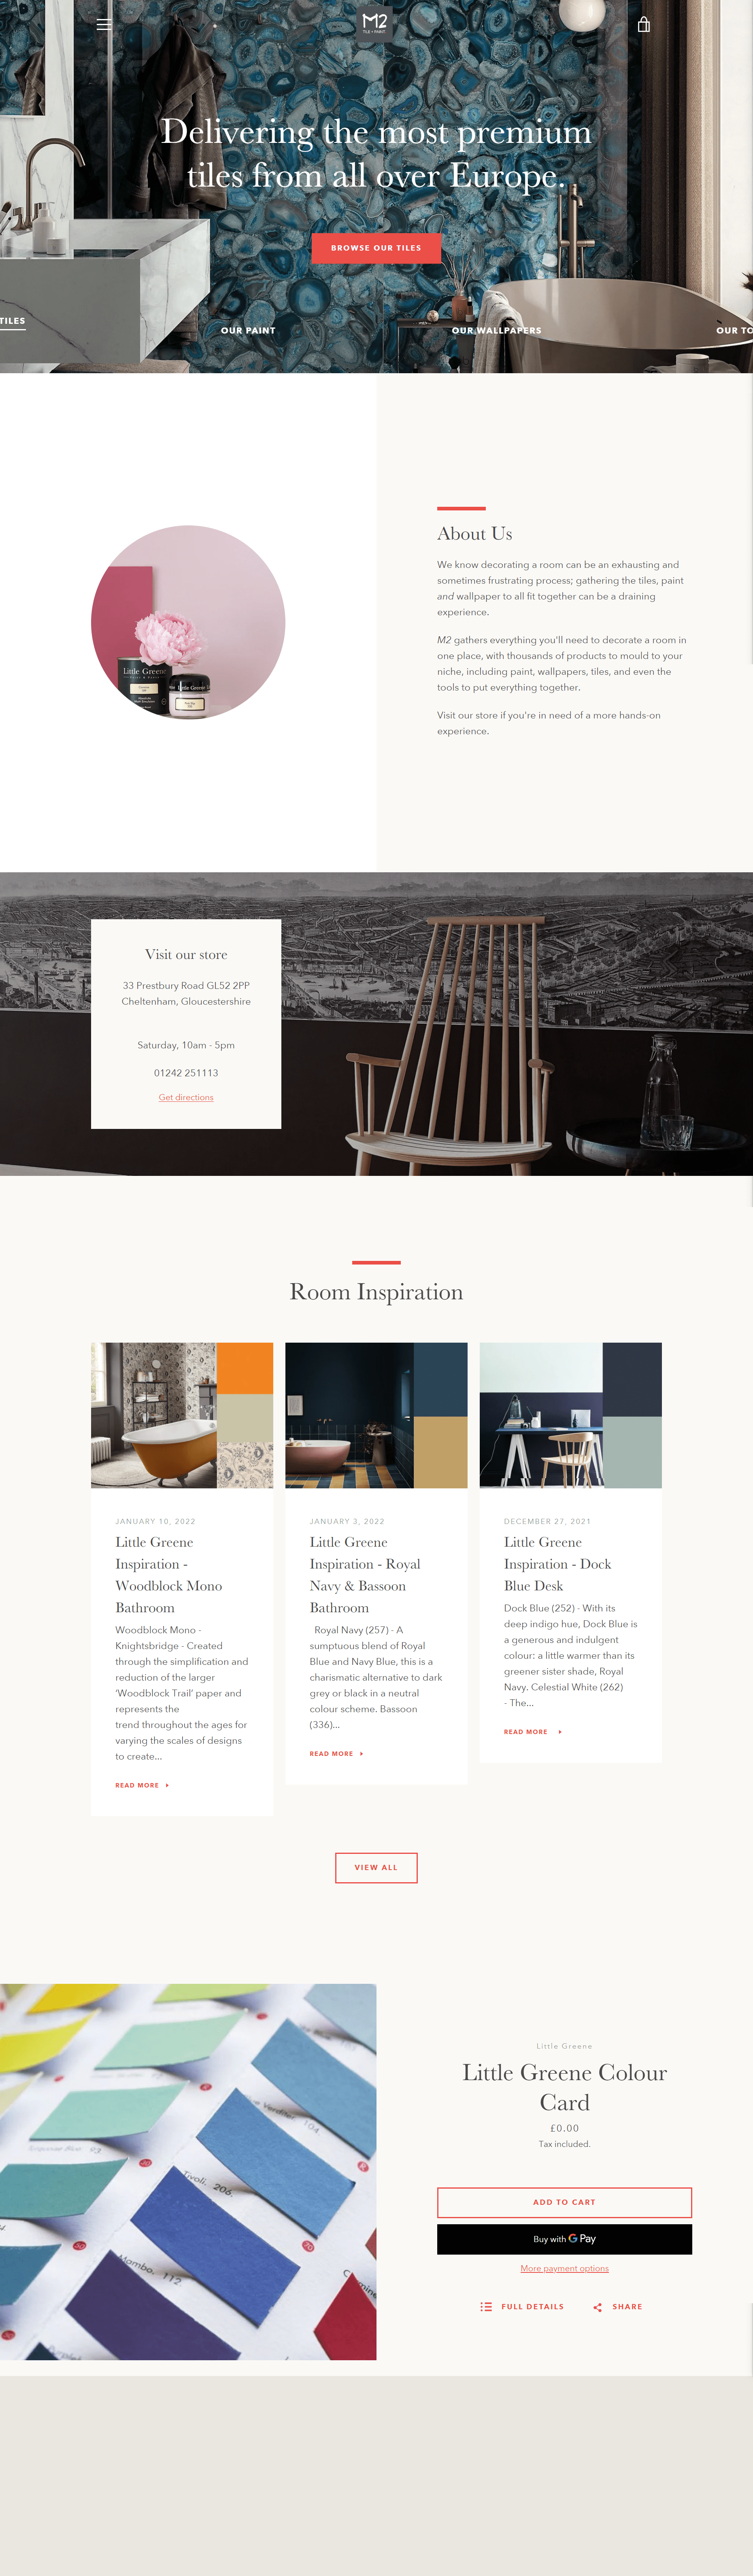 M2
TILE + PAINT
Delivering the most premium
tiles from all over Europe.
BROWSE OUR TILES
TILES
OUR PAINT
OUR WALLPAPERS
OUR TO
About Us
We know decorating a room can be an exhausting and
sometimes frustrating process; gathering the tiles, paint
and wallpaper to all fit together can be a draining
experience.
M2 gathers everything you'll need to decorate a room in
one place, with thousands of products to mould to your
niche, including paint, wallpapers, tiles, and even the
tools to put everything together.
Visit our store if you're in need of a more hands-on
experience.
Little Greene
Little Greene
Visit our store
33 Prestbury Road GL52 2PP
Cheltenham, Gloucestershire
Saturday, 10am - 5pm
01242 251113
Get directions
Room Inspiration
JANUARY 10, 2022
Little Greene
Inspiration -
Woodblock Mono
Bathroom
Woodblock Mono -
Knightsbridge - Created
through the simplification and
reduction of the larger
‘Woodblock Trail’ paper and
represents the
trend throughout the ages for
varying the scales of designs
to create...
READ MORE
JANUARY 3, 2022
Little Greene
Inspiration - Royal
Navy & Bassoon
Bathroom
Royal Navy (257) - A
sumptuous blend of Royal
Blue and Navy Blue, this is a
charismatic alternative to dark
grey or black in a neutral
colour scheme. Bassoon
(336)...
READ MORE
DECEMBER 27, 2021
Little Greene
Inspiration - Dock
Blue Desk
Dock Blue (252) - With its
deep indigo hue, Dock Blue is
a generous and indulgent
colour: a little warmer than its
greener sister shade, Royal
Navy. Celestial White (262)
- The...
READ MORE
VIEW ALL
104
Tivoli. 206.
Mambo. 112
Little Greene
Little Greene Colour
Card
£0.00
Tax included.
ADD TO CART
Buy with G Pay
More payment options
FULL DETAILS
SHARE